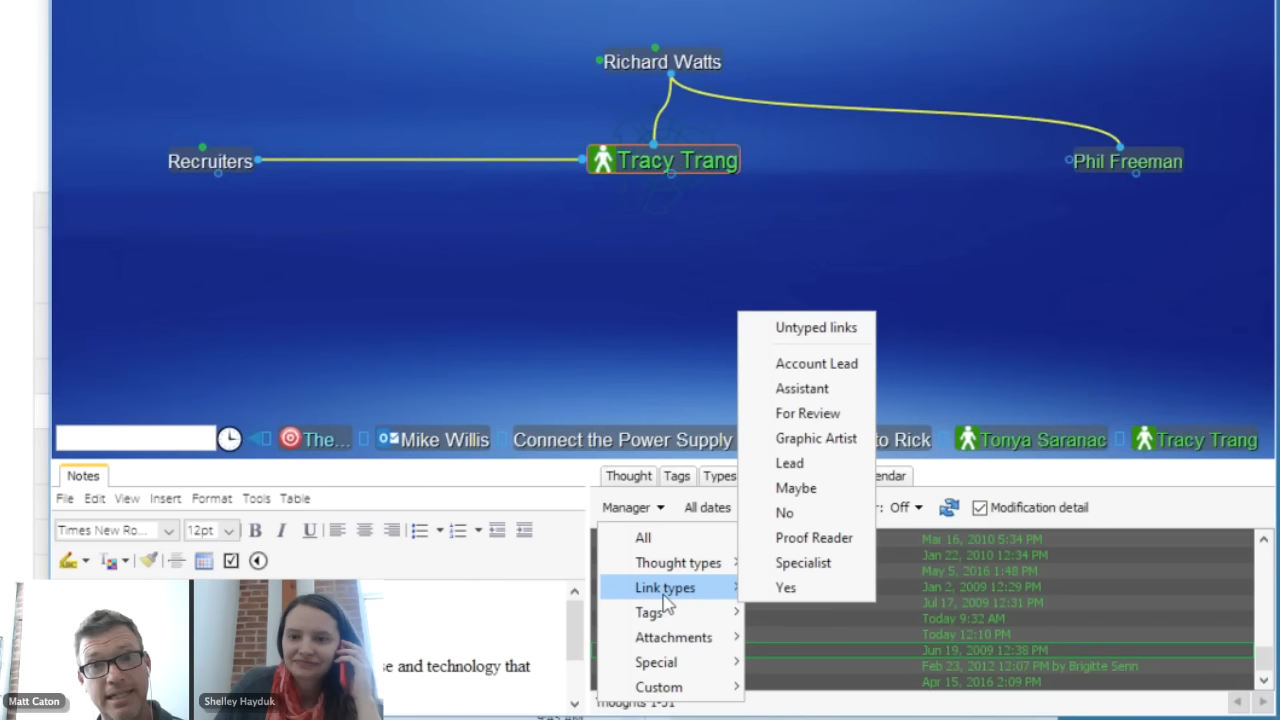 Richard Watts
Recruiters
Tracy Trang
Phil Freeman
Untyped links
Account Lead
Assistant
For Review
Graphic Artist
Lead
Maybe
No
Proof Reader
Specialist
Yes
The... Mike Willis Connect the Power Supply to Rick Tonya Saranac Tracy Trang
Notes
File Edit View Insert Format Tools Table
Times New Ro... 12pt B I U
se and technology that
Thought Tags Types endar
Manager All dates : Off Modification detail
All
Thought types
Link types
Tags
Attachments
Special
Custom
Mar 16, 2010 5:34 PM
Jan 22, 2010 12:34 PM
May 5, 2016 1:48 PM
Jan 2, 2009 12:29 PM
Jul 17, 2009 12:31 PM
Today 9:32 AM
Today 12:10 PM
Jun 19, 2009 12:38 PM
Feb 23, 2012 12:07 PM by Brigitte Senn
Apr 15, 2016 2:09 PM
Thoughts 1-51
Matt Caton
Shelley Hayduk
9:43 AM